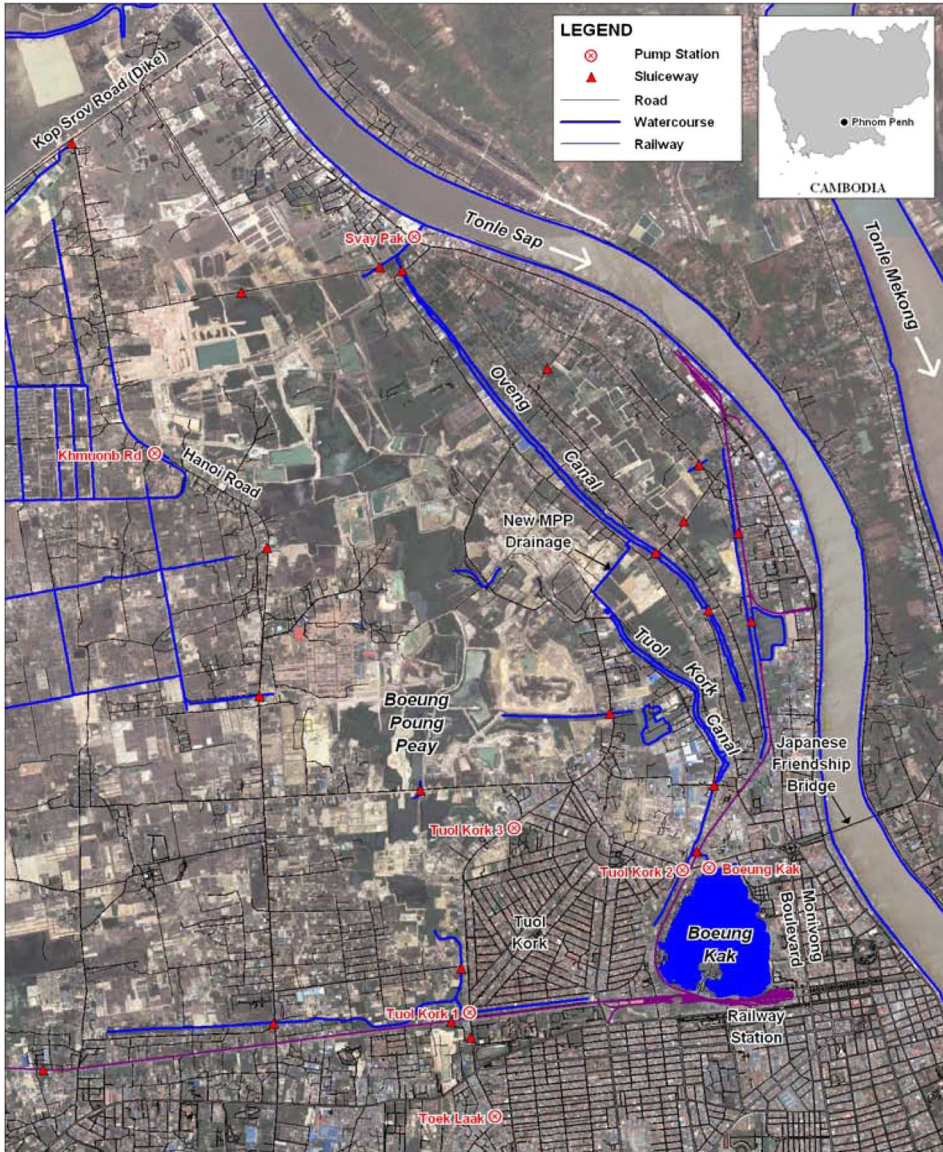 LEGEND
Pump Station
Sluiceway
Road
Watercourse
Railway
Phnom Penh
CAMBODIA
Kop Srov Road (Dike)
Svay Pak
Tonle Sap
Tonle Mekong
Oveng
Canal
Khmuonb Rd
Hanoi Road
New MPP
Drainage
Tuol
Kork
Canal
Boeung
Poung
Peay
Japanese
Friendship
Bridge
Tuol Kork 3
Tuol Kork 2
Boeung Kak
Tuol
Kork
Boeung
Kak
Monivong
Boulevard
Tuol Kork 1
Railway
Station
Toek Laak